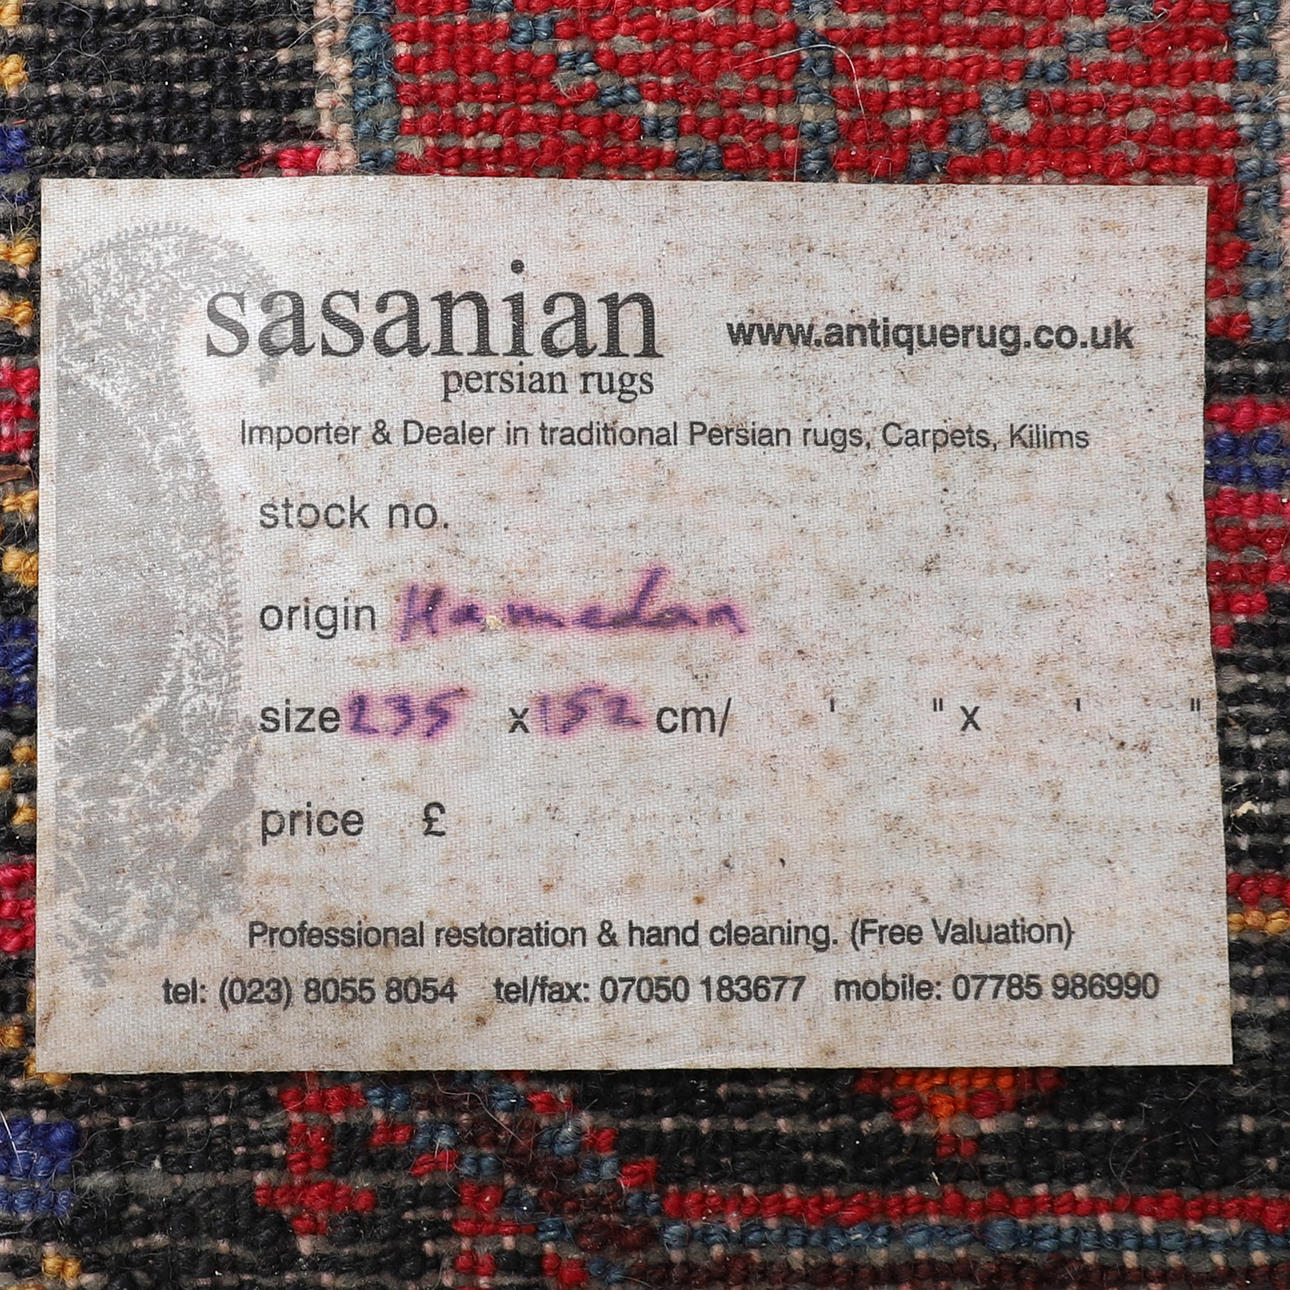 sasanian
persian rugs
www.antiquerug.co.uk
Importer & Dealer in traditional Persian rugs, Carpets, Kilims
stock no.
origin Hamedan
size 235 x 152 cm/ ' " x ' "
price £
Professional restoration & hand cleaning. (Free Valuation)
tel: (023) 8055 8054 tel/fax: 07050 183677 mobile: 07785 986990